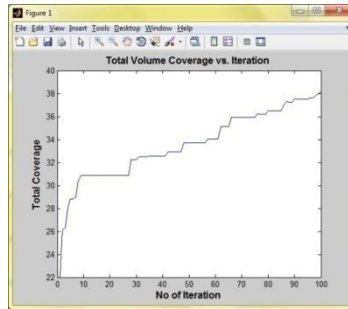 Figure 1
File Edit View Insert Tools Desktop Window Help
Total Volume Coverage vs. Iteration
40
38
36
34
32
30
28
26
24
22
Total Coverage
0 10 20 30 40 50 60 70 80 90 100
No of Iteration